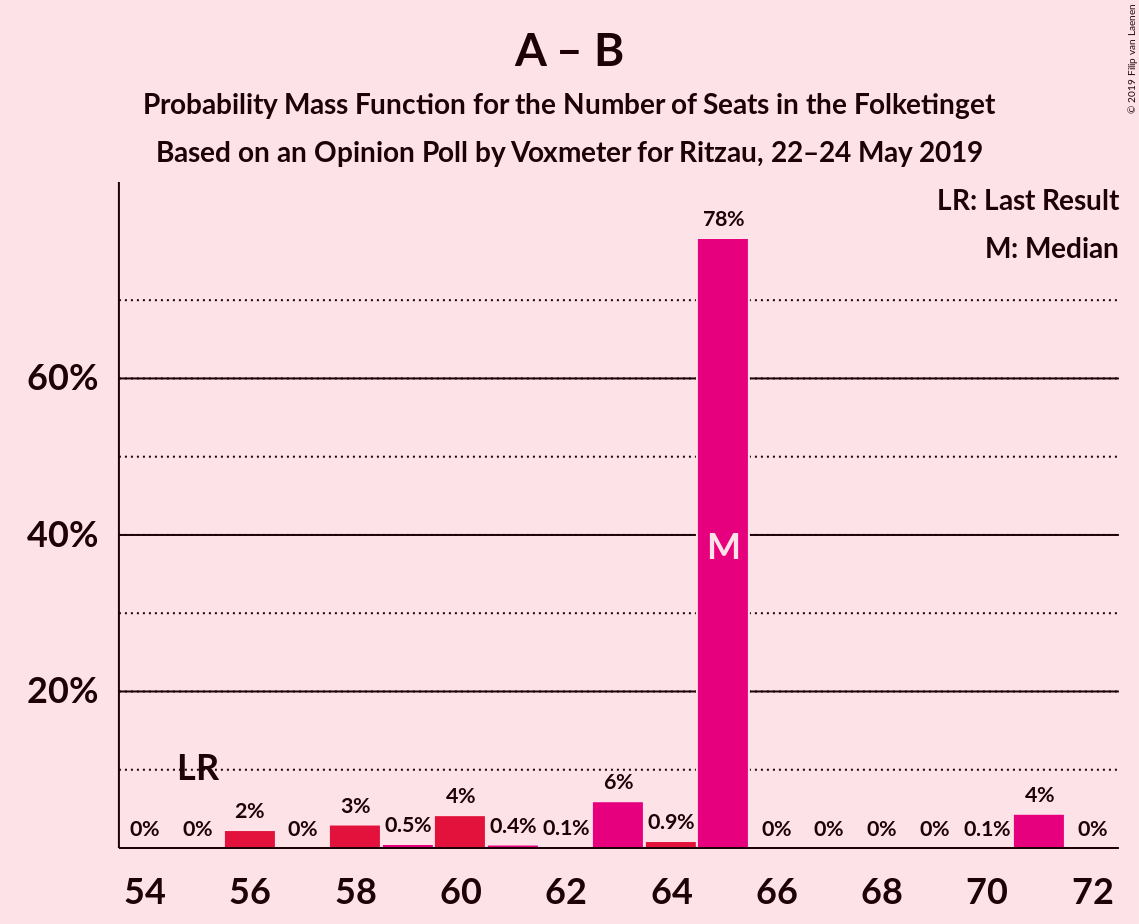 A – B
Probability Mass Function for the Number of Seats in the Folketinget
Based on an Opinion Poll by Voxmeter for Ritzau, 22–24 May 2019
© 2019 Filip van Laenen
LR: Last Result
M: Median
60%
40%
20%
LR
M
0%
0%
2%
0%
3%
0.5%
4%
0.4%
0.1%
6%
0.9%
78%
0%
0%
0%
0%
0.1%
4%
0%
54 56 58 60 62 64 66 68 70 72